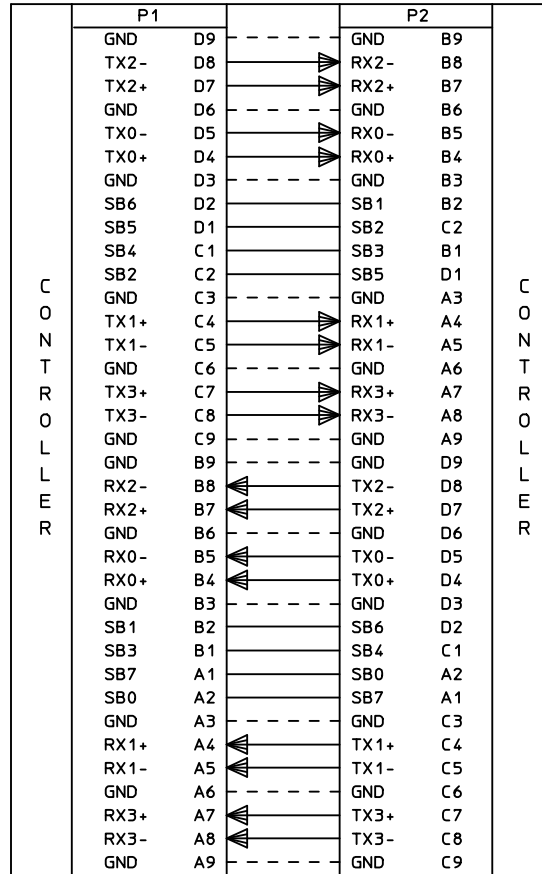 P1 P2
GND D9 GND B9
TX2- D8 RX2- B8
TX2+ D7 RX2+ B7
GND D6 GND B6
TX0- D5 RX0- B5
TX0+ D4 RX0+ B4
GND D3 GND B3
SB6 D2 SB1 B2
SB5 D1 SB2 C2
SB4 C1 SB3 B1
SB2 C2 SB5 D1
GND C3 GND A3
TX1+ C4 RX1+ A4
TX1- C5 RX1- A5
GND C6 GND A6
TX3+ C7 RX3+ A7
TX3- C8 RX3- A8
GND C9 GND A9
GND B9 GND D9
RX2- B8 TX2- D8
RX2+ B7 TX2+ D7
GND B6 GND D6
RX0- B5 TX0- D5
RX0+ B4 TX0+ D4
GND B3 GND D3
SB1 B2 SB6 D2
SB3 B1 SB4 C1
SB7 A1 SB0 A2
SB0 A2 SB7 A1
GND A3 GND C3
RX1+ A4 TX1+ C4
RX1- A5 TX1- C5
GND A6 GND C6
RX3+ A7 TX3+ C7
RX3- A8 TX3- C8
GND A9 GND C9
CONTROLLER
CONTROLLER